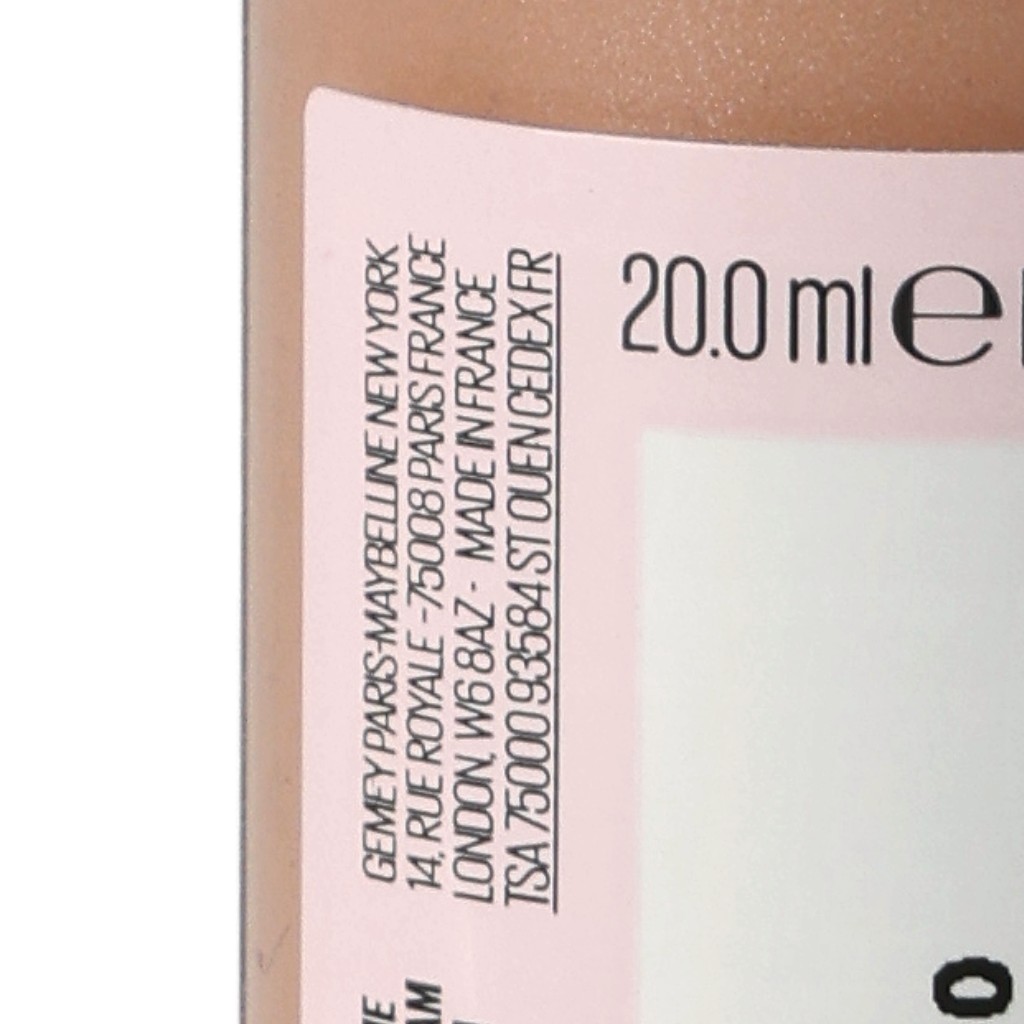 GEMEY PARIS-MAYBELLINE NEW YORK
14, RUE ROYALE - 75008 PARIS FRANCE
LONDON, W6 8AZ - MADE IN FRANCE
TSA 75000 93584 ST OUEN CEDEX FR
20.0 ml e